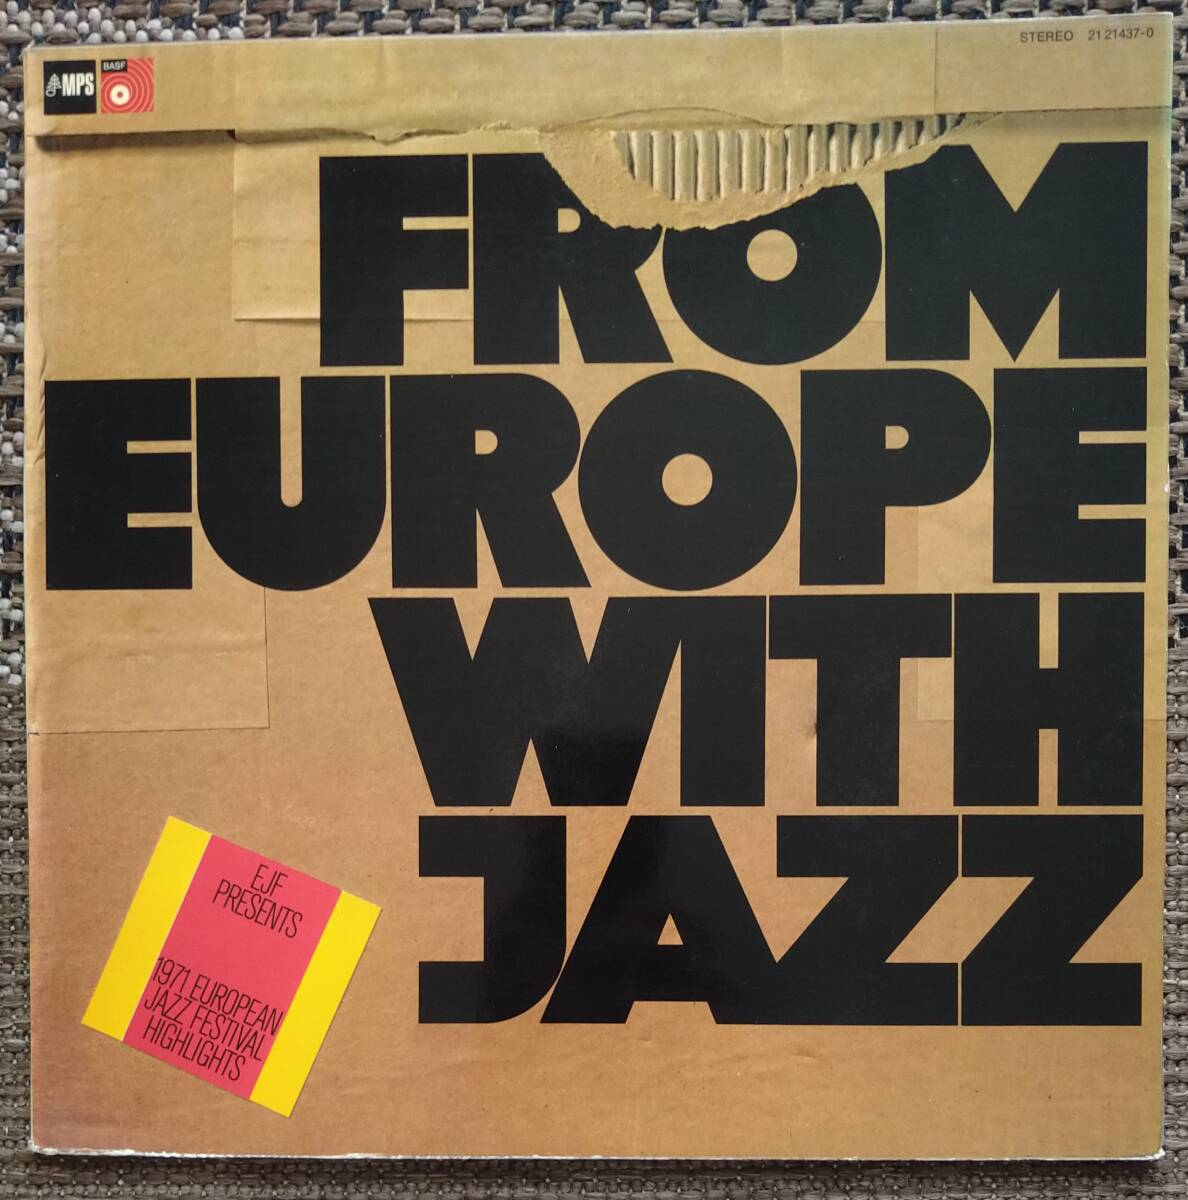 MPS
BASF
STEREO 21 21437-0
FROM
EUROPE
WITH
JAZZ
EJF
PRESENTS
1971 EUROPEAN
JAZZ FESTIVAL
HIGHLIGHTS